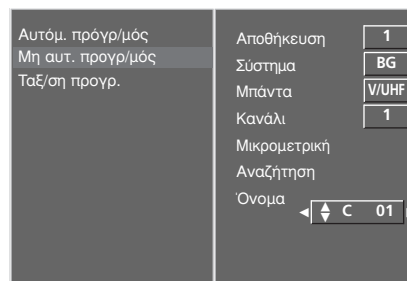 Αυτόμ. πρόγρ/μός
Μη αυτ. προγρ/μός
Ταξ/ση προγρ.
Αποθήκευση 1
Σύστημα BG
Μπάντα V/UHF
Κανάλι 1
Μικρομετρική
Αναζήτηση
Όνομα
C 01